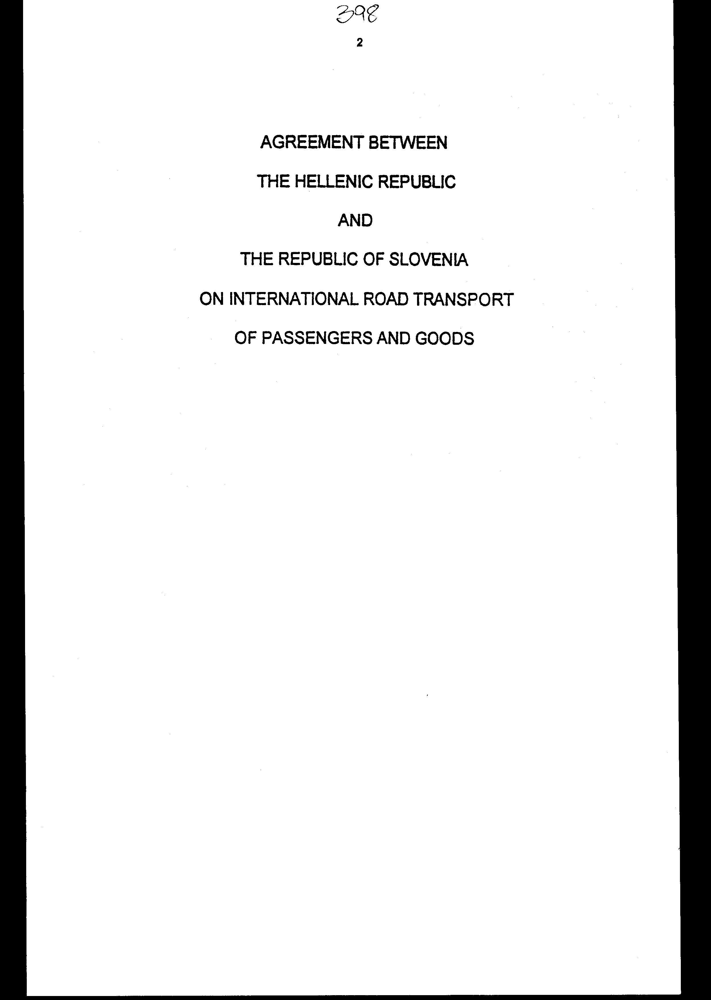 398
2
AGREEMENT BETWEEN
THE HELLENIC REPUBLIC
AND
THE REPUBLIC OF SLOVENIA
ON INTERNATIONAL ROAD TRANSPORT
OF PASSENGERS AND GOODS